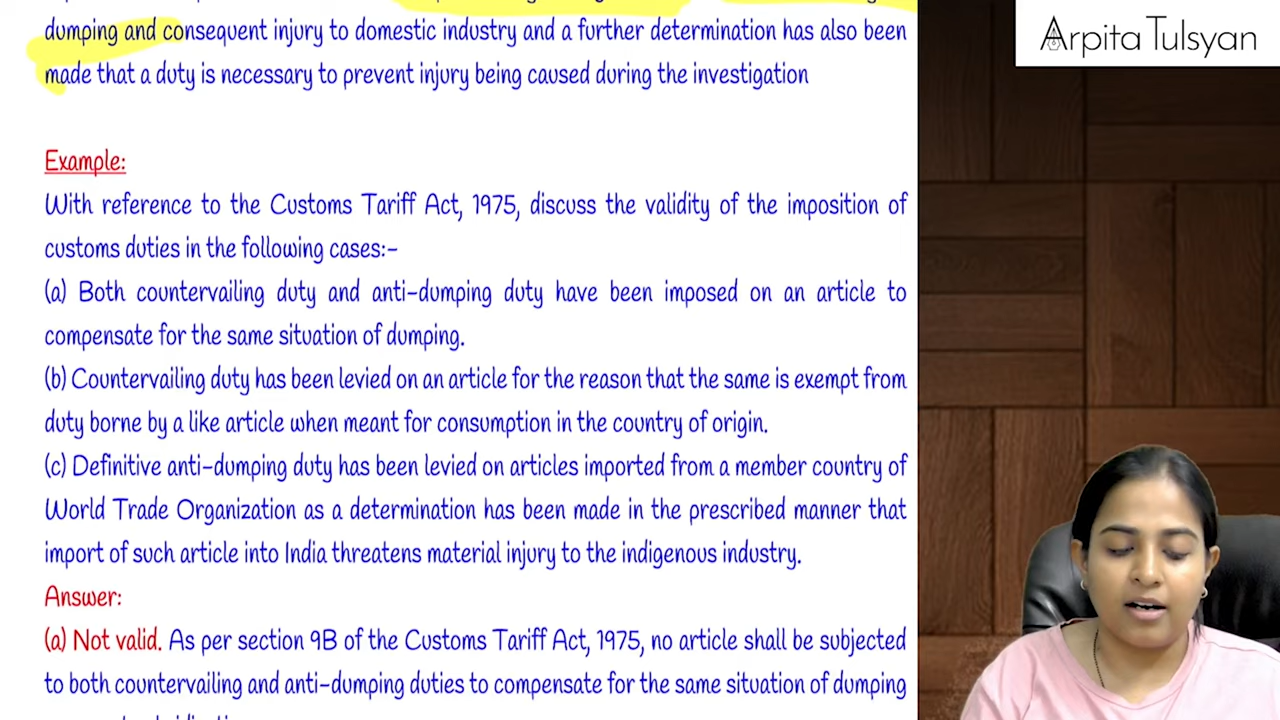 dumping and consequent injury to domestic industry and a further determination has also been
made that a duty is necessary to prevent injury being caused during the investigation
Arpita Tulsyan
Example:
With reference to the Customs Tariff Act, 1975, discuss the validity of the imposition of
customs duties in the following cases:-
(a) Both countervailing duty and anti-dumping duty have been imposed on an article to
compensate for the same situation of dumping.
(b) Countervailing duty has been levied on an article for the reason that the same is exempt from
duty borne by a like article when meant for consumption in the country of origin.
(c) Definitive anti-dumping duty has been levied on articles imported from a member country of
World Trade Organization as a determination has been made in the prescribed manner that
import of such article into India threatens material injury to the indigenous industry.
Answer:
(a) Not valid. As per section 9B of the Customs Tariff Act, 1975, no article shall be subjected
to both countervailing and anti-dumping duties to compensate for the same situation of dumping